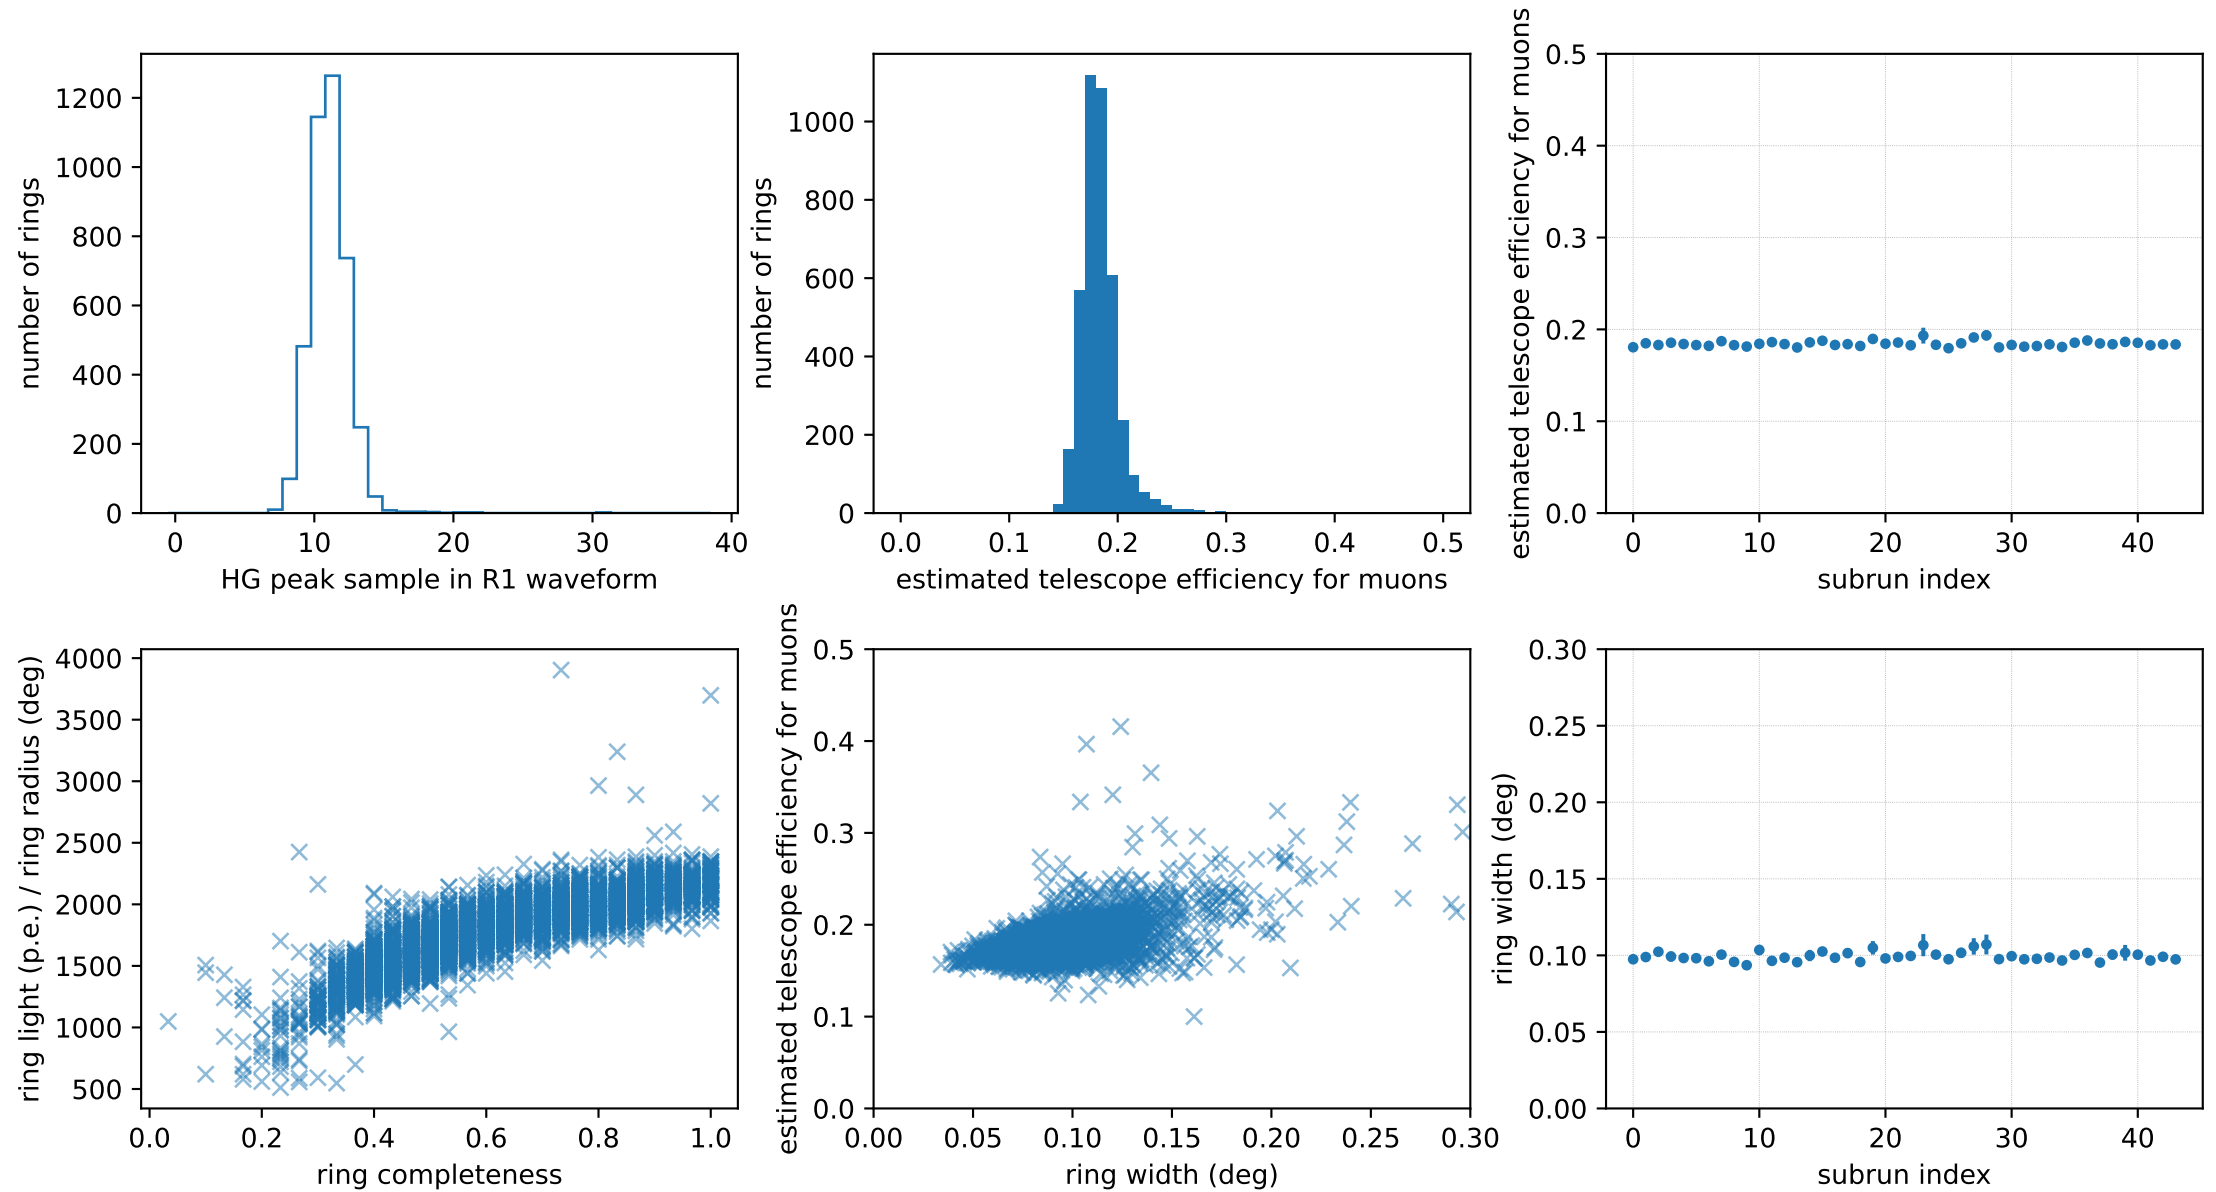 1200
1000
800
600
400
200
0
number of rings
0 10 20 30 40
HG peak sample in R1 waveform
1000
800
600
400
200
0
number of rings
0.0 0.1 0.2 0.3 0.4 0.5
estimated telescope efficiency for muons
0.5
0.4
0.3
0.2
0.1
0.0
estimated telescope efficiency for muons
0 10 20 30 40
subrun index
4000
3500
3000
2500
2000
1500
1000
500
ring light (p.e.) / ring radius (deg)
0.0 0.2 0.4 0.6 0.8 1.0
ring completeness
0.5
0.4
0.3
0.2
0.1
0.0
estimated telescope efficiency for muons
0.00 0.05 0.10 0.15 0.20 0.25 0.30
ring width (deg)
0.30
0.25
0.20
0.15
0.10
0.05
0.00
ring width (deg)
0 10 20 30 40
subrun index